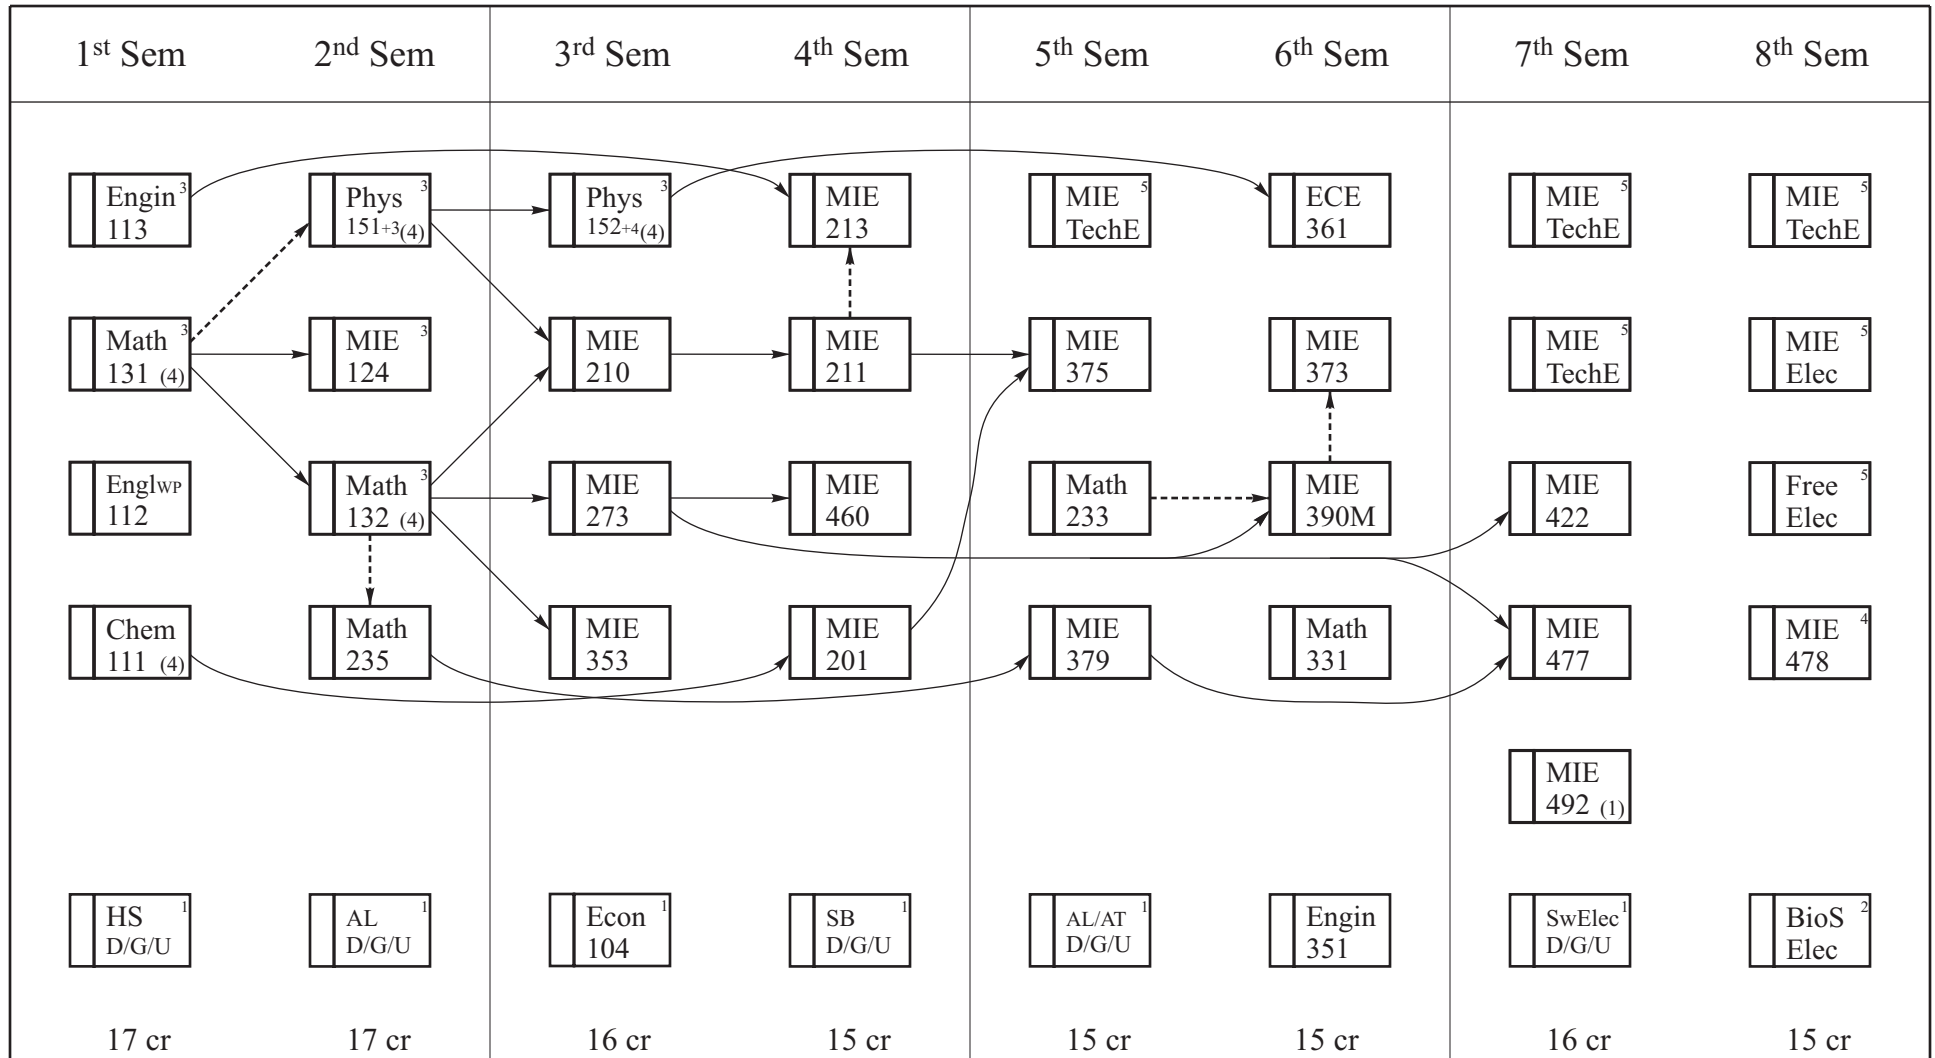 1st Sem 2nd Sem 3rd Sem 4th Sem 5th Sem 6th Sem 7th Sem 8th Sem
Engin 3
113
Phys 3
151+3(4)
Phys 3
152+4(4)
MIE
213
MIE 5
TechE
ECE
361
MIE 5
TechE
MIE 5
TechE
Math 3
131 (4)
MIE 3
124
MIE
210
MIE
211
MIE
375
MIE
373
MIE 5
TechE
MIE 5
Elec
EnglWP
112
Math 3
132 (4)
MIE
273
MIE
460
Math
233
MIE
390M
MIE
422
Free 5
Elec
Chem
111 (4)
Math
235
MIE
353
MIE
201
MIE
379
Math
331
MIE
477
MIE 4
478
MIE
492 (1)
HS 1
D/G/U
AL 1
D/G/U
Econ 1
104
SB 1
D/G/U
AL/AT 1
D/G/U
Engin
351
SwElec 1
D/G/U
BioS 2
Elec
17 cr 17 cr 16 cr 15 cr 15 cr 15 cr 16 cr 15 cr